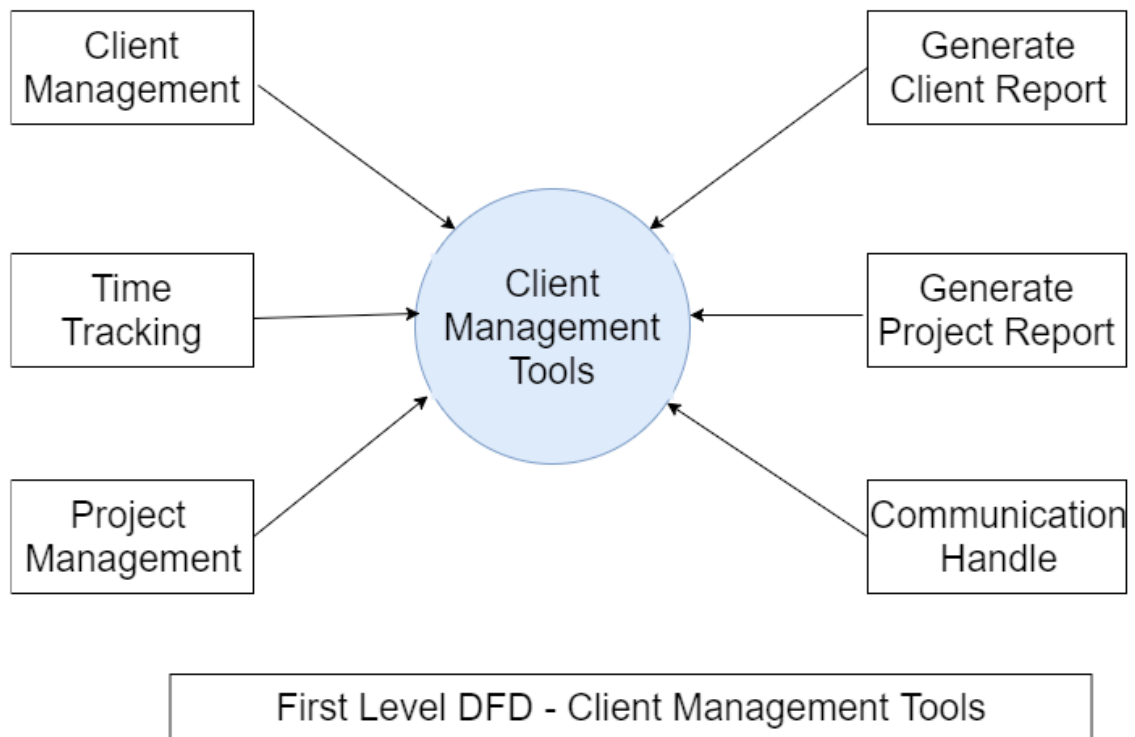 Client
Management
Generate
Client Report
Time
Tracking
Client
Management
Tools
Generate
Project Report
Project
Management
Communication
Handle
First Level DFD - Client Management Tools